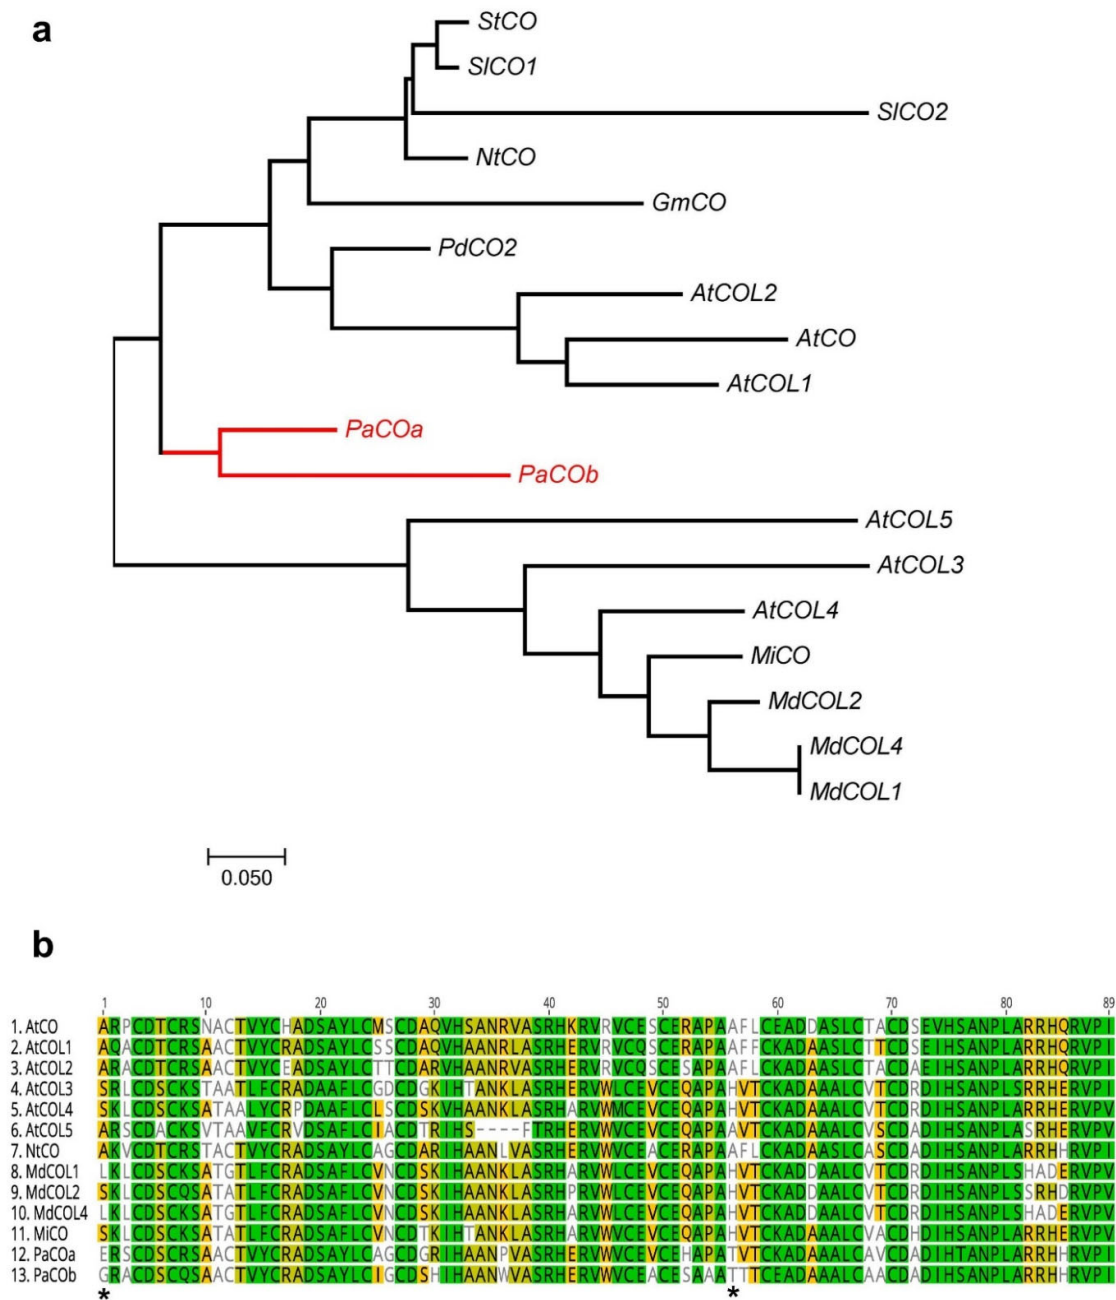 a
StCO
SlCO1
SlCO2
NtCO
GmCO
PdCO2
AtCOL2
AtCO
AtCOL1
PaCOa
PaCOb
AtCOL5
AtCOL3
AtCOL4
MiCO
MdCOL2
MdCOL4
MdCOL1
0.050
b
1 10 20 30 40 50 60 70 80 89
1. AtCO ARPCDTCRSNACTVYCHADSAYLCMSCDAQVHSANRVASRHKRVRVCESCERAPAAFLCEADDASLCTACDSEVHSANPLARRHQRVPI
2. AtCOL1 AQACDTCRSAACTVYCRADSAYLCSSCDAQVHAANRLASRHERVRVCQSCERAPAAFFCKADAASLCTTCDSEIHSANPLARRHQRVPI
3. AtCOL2 ARACDTCRSAACTVYCEADSAYLCTTCDARVHAANRVASRHERVRVCQSCESAPAAFLCKADAASLCTACDAEIHSANPLARRHQRVPI
4. AtCOL3 SRLCDSCKSTAATLFCRADAAFLCGDCDGKIHTANKLASRHERVWLCEVCEQAPAHVTCKADAAALCVTCDRDIHSANPLARRHERVPI
5. AtCOL4 SKLCDSCKSATAALYCRPDAAFLCLSCDSKVHAANKLASRHARVWMCEVCEQAPAHVTCKADAAALCVTCDRDIHSANPLARRHERVPV
6. AtCOL5 ARSCDACKSVTAAVFCRVDSAFLCIACDTRIHS----FTRHERVWVCEVCEQAPAAVTCKADAAALCVSCDADIHSANPLASRHERVPV
7. NtCO AKVCDTCRSTACTVYCRADSAYLCAGCDARIHAANLVASRHERVWVCEACERAPAAFLCKADAASLCASCDADIHSANPLARRHHRVPI
8. MdCOL1 LKLCDSCKSATGTLFCRADSAFLCVNCDSKIHAANKLASRHARVWLCEVCEQAPAHVTCKADDAALCVTCDRDIHSANPLSHADERVPV
9. MdCOL2 SKLCDSCQSATATLFCRADSAFLCVNCDSKIHAANKLASRHPRVWLCEVCEQAPAHVTCKADAAALCVTCDRDIHSANPLSSRHDRVPV
10. MdCOL4 LKLCDSCKSATGTLFCRADSAFLCVNCDSKIHAANKLASRHARVWLCEVCEQAPAHVTCKADDAALCVTCDRDIHSANPLSHADERVPV
11. MiCO SKLCDSCKSATATLFCRADSAFLCVNCDTKIHTANKLASRHARVWLCEVCEQAPAHVTCKADAAALCVACDHDIHSANPLARRHERVPV
12. PaCOa ERSCDSCRSAACTVYCRADSAYLCAGCDGRIHAANPVASRHERVWVCEVCEHAPATVTCKADAAALCAVCDADIHTANPLARRHHRVPI
13. PaCOb GRACDSCQSAACTVYCRADSAYLCIGCDSHIHAANWVASRHERVWVCEACESAAATTTCEADAAALCAACDADIHSANPLARRHHRVPI
* *